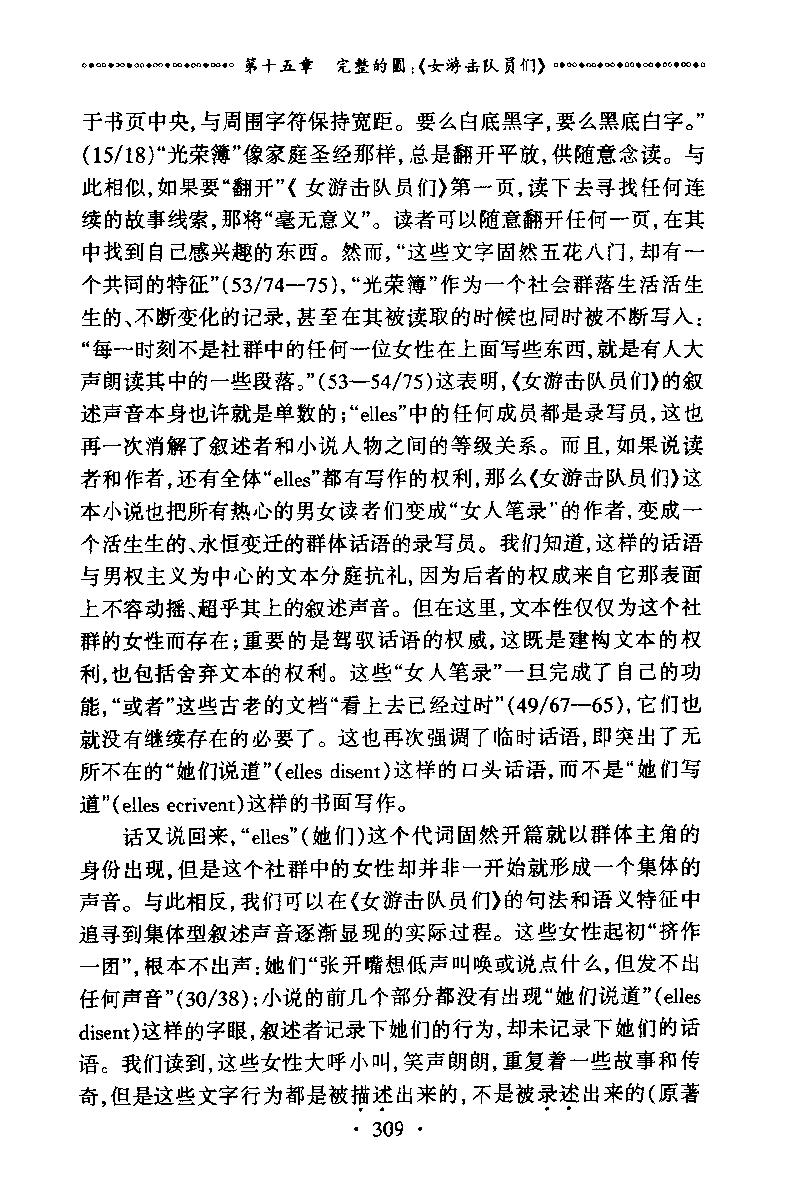 第十五章 完整的圆:《女游击队员们》
于书页中央,与周围字符保持宽距。要么白底黑字,要么黑底白字。”
(15/18)“光荣簿”像家庭圣经那样,总是翻开平放,供随意念读。与
此相似,如果要“翻开”《女游击队员们》第一页,读下去寻找任何连
续的故事线索,那将“毫无意义”。读者可以随意翻开任何一页,在其
中找到自己感兴趣的东西。然而,“这些文字固然五花八门,却有一
个共同的特征”(53/74—75),“光荣簿”作为一个社会群落生活活生
生的、不断变化的记录,甚至在其被读取的时候也同时被不断写入:
“每一时刻不是社群中的任何一位女性在上面写些东西,就是有人大
声朗读其中的一些段落。”(53—54/75)这表明,《女游击队员们》的叙
述声音本身也许就是单数的;“elles”中的任何成员都是录写员,这也
再一次消解了叙述者和小说人物之间的等级关系。而且,如果说读
者和作者,还有全体“elles”都有写作的权利,那么《女游击队员们》这
本小说也把所有热心的男女读者们变成“女人笔录”的作者,变成一
个活生生的、永恒变迁的群体话语的录写员。我们知道,这样的话语
与男权主义为中心的文本分庭抗礼,因为后者的权成来自它那表面
上不容动摇、超乎其上的叙述声音。但在这里,文本性仅仅为这个社
群的女性而存在;重要的是驾驭话语的权威,这既是建构文本的权
利,也包括舍弃文本的权利。这些“女人笔录”一旦完成了自己的功
能,“或者”这些古老的文档“看上去已经过时”(49/67—65),它们也
就没有继续存在的必要了。这也再次强调了临时话语,即突出了无
所不在的“她们说道”(elles disent)这样的口头话语,而不是“她们写
道”(elles ecrivent)这样的书面写作。
话又说回来,“elles”(她们)这个代词固然开篇就以群体主角的
身份出现,但是这个社群中的女性却并非一开始就形成一个集体的
声音。与此相反,我们可以在《女游击队员们》的句法和语义特征中
追寻到集体型叙述声音逐渐显现的实际过程。这些女性起初“挤作
一团”,根本不出声:她们“张开嘴想低声叫唤或说点什么,但发不出
任何声音”(30/38);小说的前几个部分都没有出现“她们说道”(elles
disent)这样的字眼,叙述者记录下她们的行为,却未记录下她们的话
语。我们读到,这些女性大呼小叫,笑声朗朗,重复着一些故事和传
奇,但是这些文字行为都是被描述出来的,不是被录述出来的(原著
· 309 ·